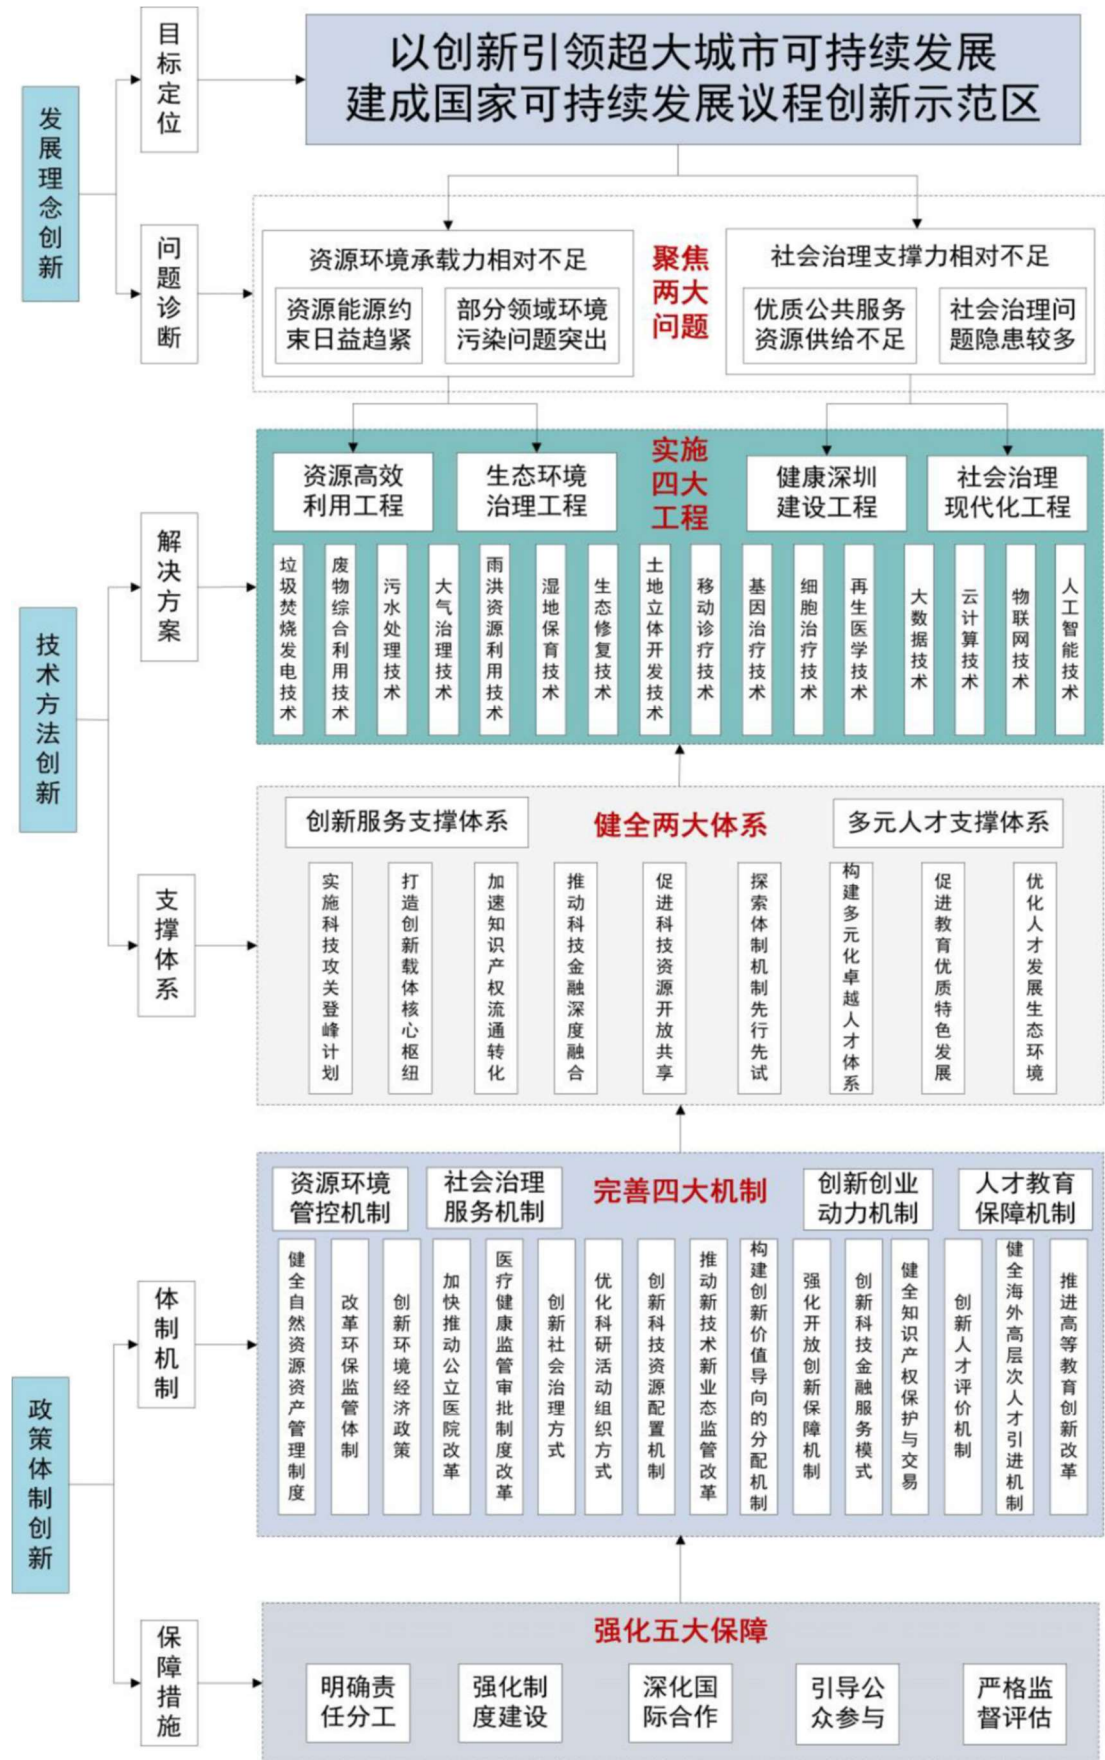 发展理念创新
目标定位
以创新引领超大城市可持续发展
建成国家可持续发展议程创新示范区
问题诊断
资源环境承载力相对不足
资源能源约
束日益趋紧
部分领域环境
污染问题突出
聚焦
两大
问题
社会治理支撑力相对不足
优质公共服务
资源供给不足
社会治理问
题隐患较多
技术方法创新
解决方案
实施
四大
工程
资源高效
利用工程
生态环境
治理工程
健康深圳
建设工程
社会治理
现代化工程
垃圾焚烧发电技术
废物综合利用技术
污水处理技术
大气治理技术
雨洪资源利用技术
湿地保育技术
生态修复技术
土地立体开发技术
移动诊疗技术
基因治疗技术
细胞治疗技术
再生医学技术
大数据技术
云计算技术
物联网技术
人工智能技术
支撑体系
创新服务支撑体系
健全两大体系
多元人才支撑体系
实施科技攻关登峰计划
打造创新载体核心枢纽
加速知识产权流通转化
推动科技金融深度融合
促进科技资源开放共享
探索体制机制先行先试
构建多元化卓越人才体系
促进教育优质特色发展
优化人才发展生态环境
政策体制创新
体制机制
资源环境
管控机制
社会治理
服务机制
完善四大机制
创新创业
动力机制
人才教育
保障机制
健全自然资源资产管理制度
改革环保监管体制
创新环境经济政策
加快推动公立医院改革
医疗健康监管审批制度改革
创新社会治理方式
优化科研活动组织方式
创新科技资源配置机制
推动新技术新业态监管改革
构建创新价值导向的分配机制
强化开放创新保障机制
创新科技金融服务模式
健全知识产权保护与交易
创新人才评价机制
健全海外高层次人才引进机制
推进高等教育创新改革
保障措施
强化五大保障
明确责
任分工
强化制
度建设
深化国
际合作
引导公
众参与
严格监
督评估